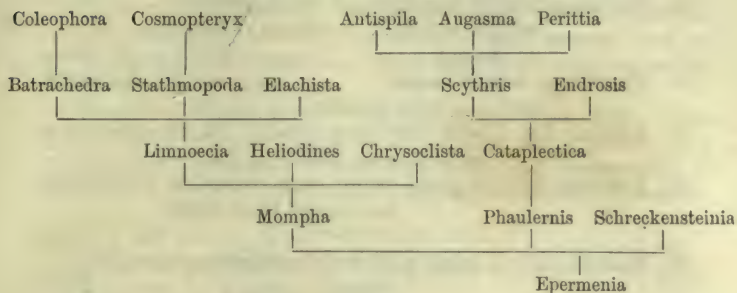 Coleophora Cosmopteryx Antispila Augasma Perittia
Batrachedra Stathmopoda Elachista Scythris Endrosis
Limnoecia Heliodines Chrysoclista Cataplectica
Mompha Phaulernis Schreckensteinia
Epermenia